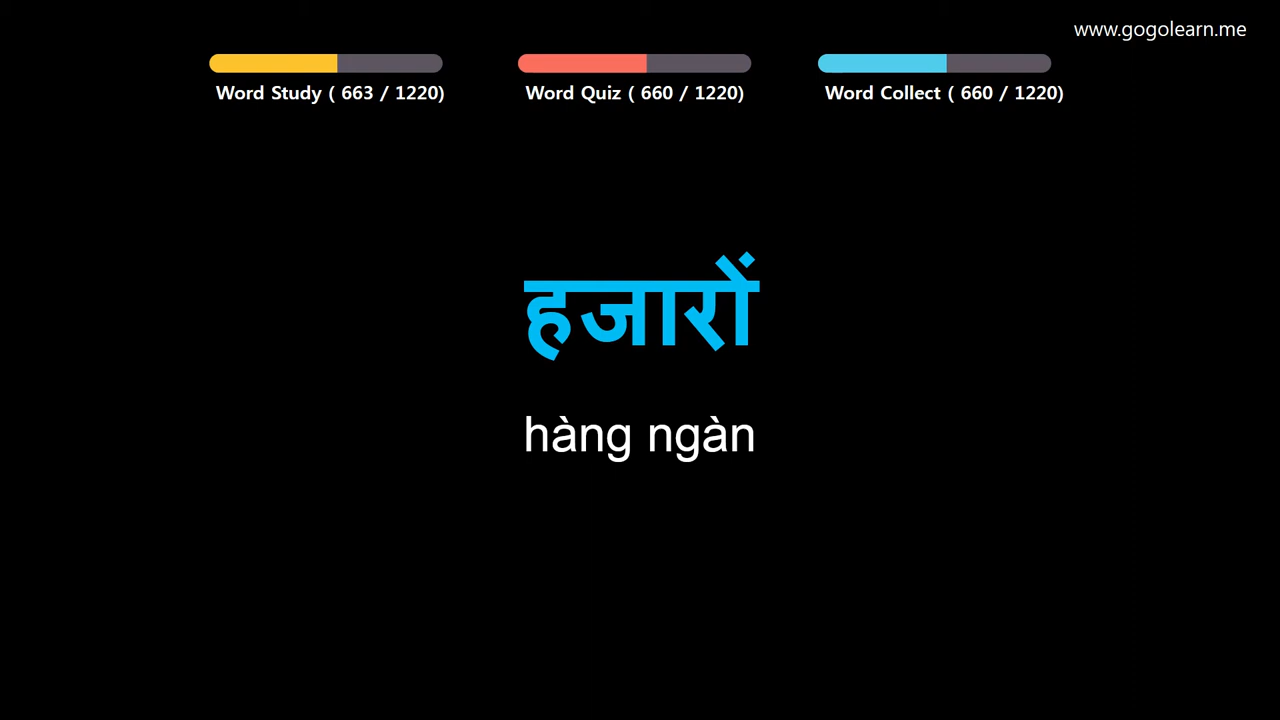 www.gogolearn.me
Word Study ( 663 / 1220)
Word Quiz ( 660 / 1220)
Word Collect ( 660 / 1220)
हजारों
hàng ngàn